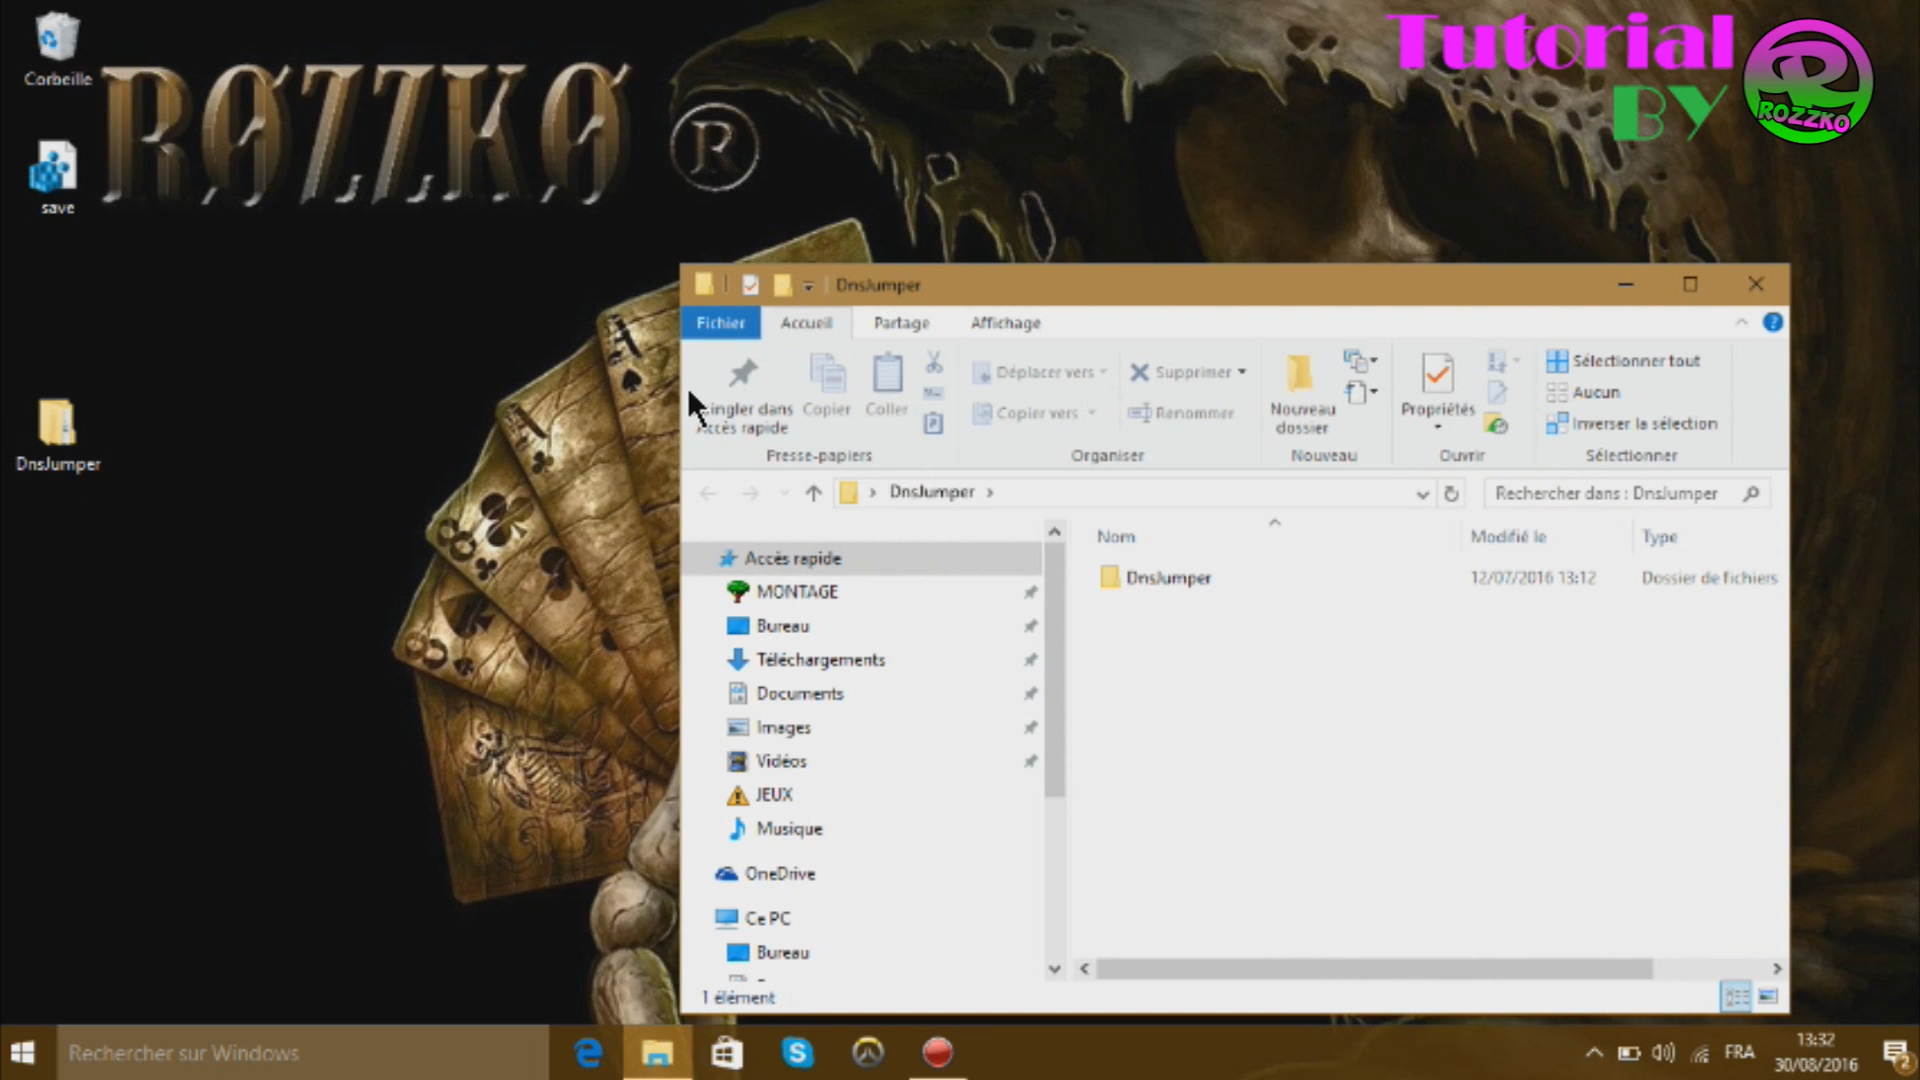 Corbeille
save
DnsJumper
RØZZKØ ®
Tutorial
BY
ROZZKO
DnsJumper
Fichier Accueil Partage Affichage
Déplacer vers
Supprimer
Sélectionner tout
Aucun
ingler dans
Accès rapide
Copier
Coller
Copier vers
Renommer
Nouveau
dossier
Propriétés
Inverser la sélection
Presse-papiers Organiser Nouveau Ouvrir Sélectionner
DnsJumper
Rechercher dans : DnsJumper
Nom Modifié le Type
DnsJumper 12/07/2016 13:12 Dossier de fichiers
Accès rapide
MONTAGE
Bureau
Téléchargements
Documents
Images
Vidéos
JEUX
Musique
OneDrive
Ce PC
Bureau
1 élément
Rechercher sur Windows
FRA
13:32
30/08/2016
2